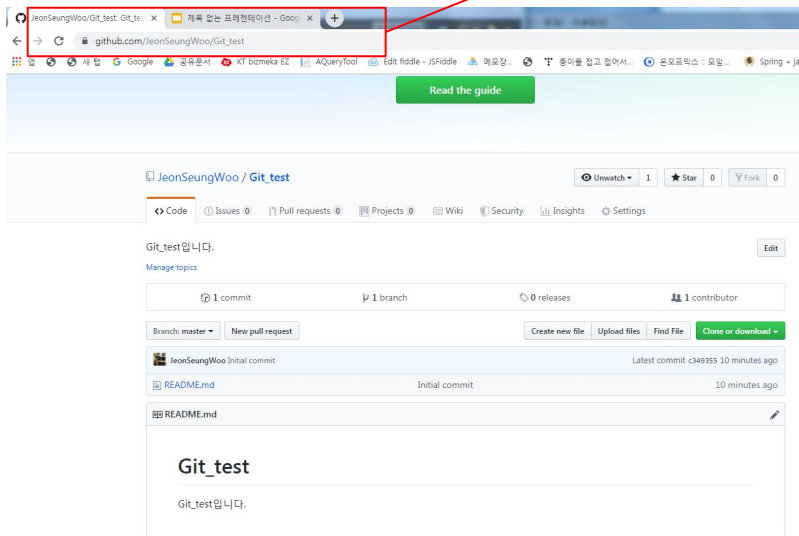 JeonSeungWoo/Git_test: Git_tes
제목 없는 프레젠테이션 - Goog
github.com/JeonSeungWoo/Git_test
앱 새 탭 Google 공유문서 KT bizmeka EZ AQueryTool Edit fiddle - JSFiddle 메모장... 종이를 접고 접어서... 온오프믹스 :: 모임... Spring + ja
Read the guide
JeonSeungWoo / Git_test
Unwatch 1 Star 0 Fork 0
Code Issues 0 Pull requests 0 Projects 0 Wiki Security Insights Settings
Git_test입니다. Edit
Manage topics
1 commit 1 branch 0 releases 1 contributor
Branch: master New pull request Create new file Upload files Find File Clone or download
JeonSeungWoo Initial commit Latest commit c349355 10 minutes ago
README.md Initial commit 10 minutes ago
README.md
Git_test
Git_test입니다.